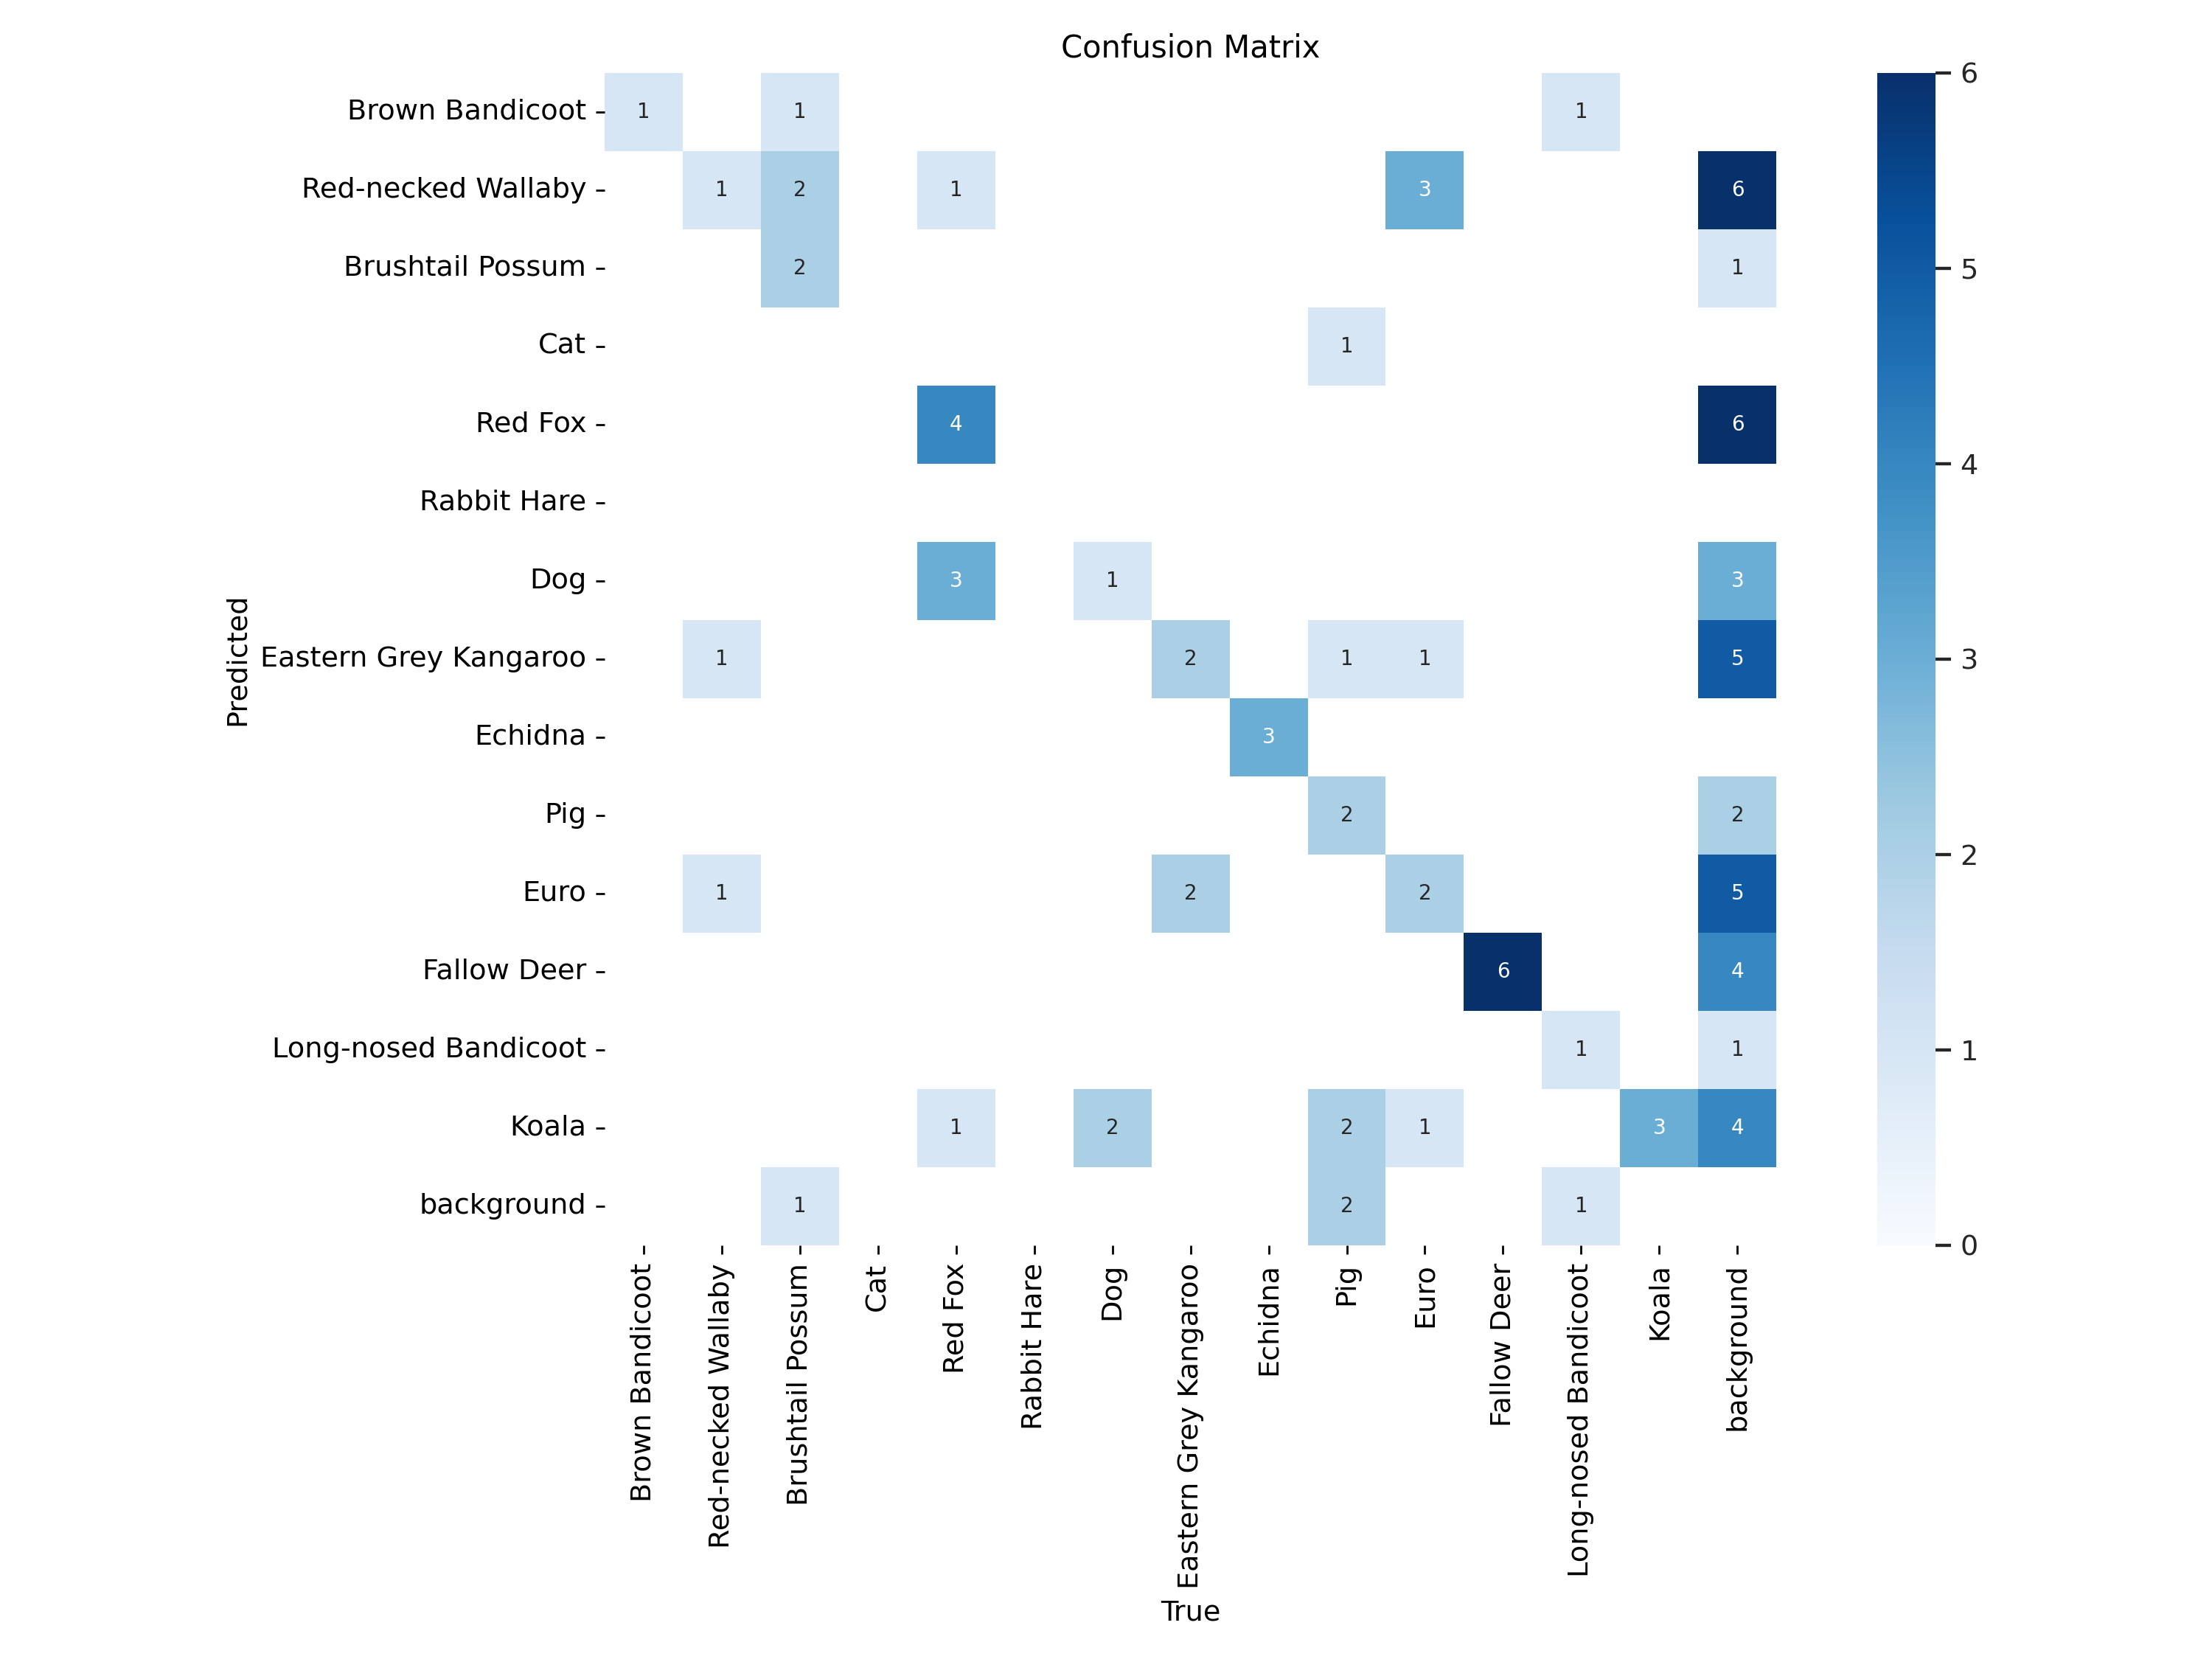 Confusion Matrix
Brown Bandicoot 1 1 1
Red-necked Wallaby 1 2 1 3 6
Brushtail Possum 2 1
Cat 1
Red Fox 4 6
Rabbit Hare
Dog 3 1 3
Eastern Grey Kangaroo 1 2 1 1 5
Echidna 3
Pig 2 2
Euro 1 2 2 5
Fallow Deer 6 4
Long-nosed Bandicoot 1 1
Koala 1 2 2 1 3 4
background 1 2 1
Predicted
Brown Bandicoot
Red-necked Wallaby
Brushtail Possum
Cat
Red Fox
Rabbit Hare
Dog
Eastern Grey Kangaroo
Echidna
Pig
Euro
Fallow Deer
Long-nosed Bandicoot
Koala
background
True
6
5
4
3
2
1
0